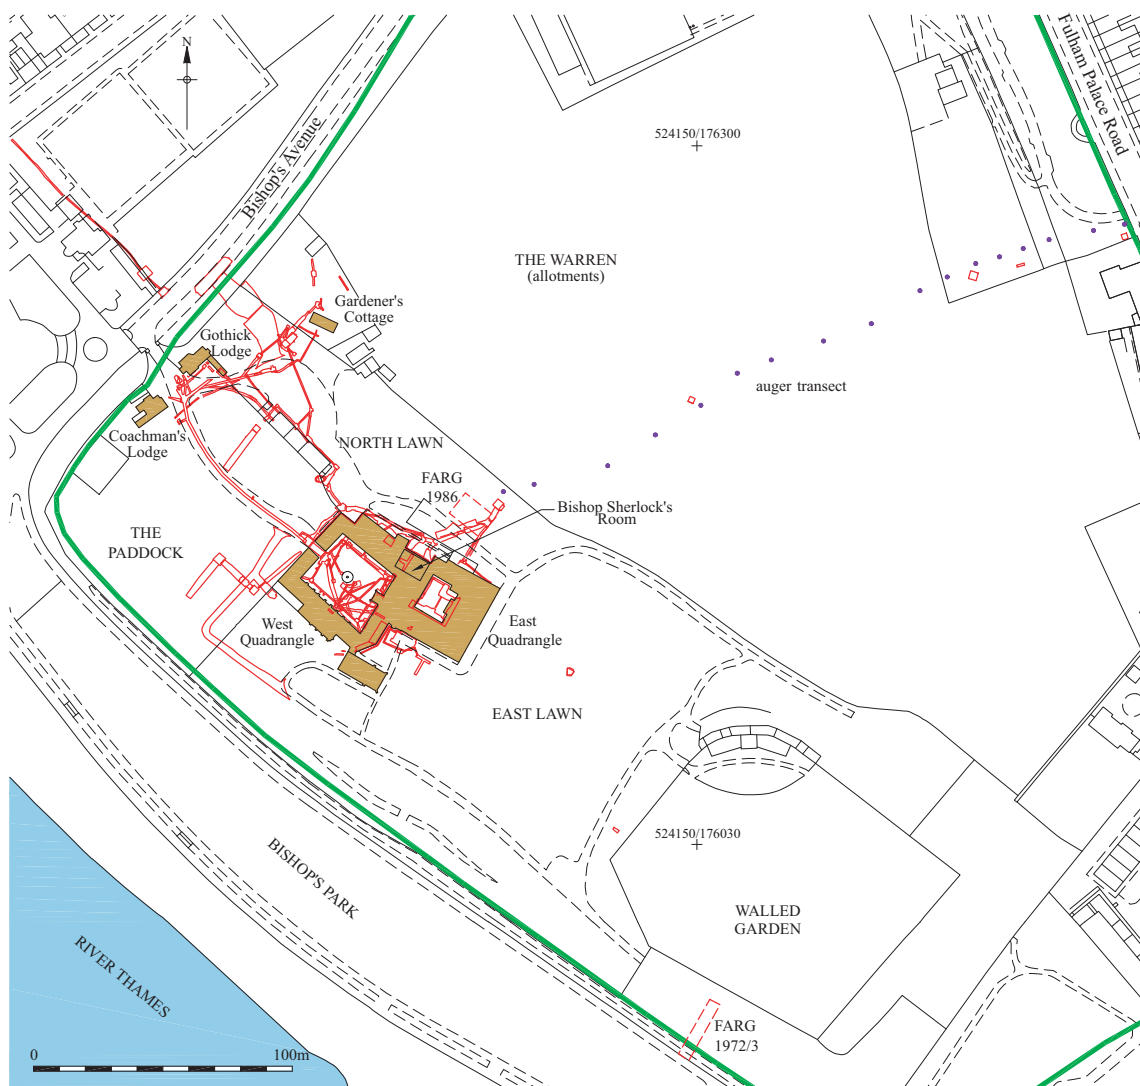 N
Bishop's Avenue
Fulham Palace Road
524150/176300
THE WARREN
(allotments)
Gardener's
Cottage
Gothick
Lodge
auger transect
Coachman's
Lodge
NORTH LAWN
FARG
1986
Bishop Sherlock's
Room
THE
PADDOCK
West
Quadrangle
East
Quadrangle
EAST LAWN
524150/176030
BISHOP'S PARK
WALLED
GARDEN
RIVER THAMES
FARG
1972/3
0
100m